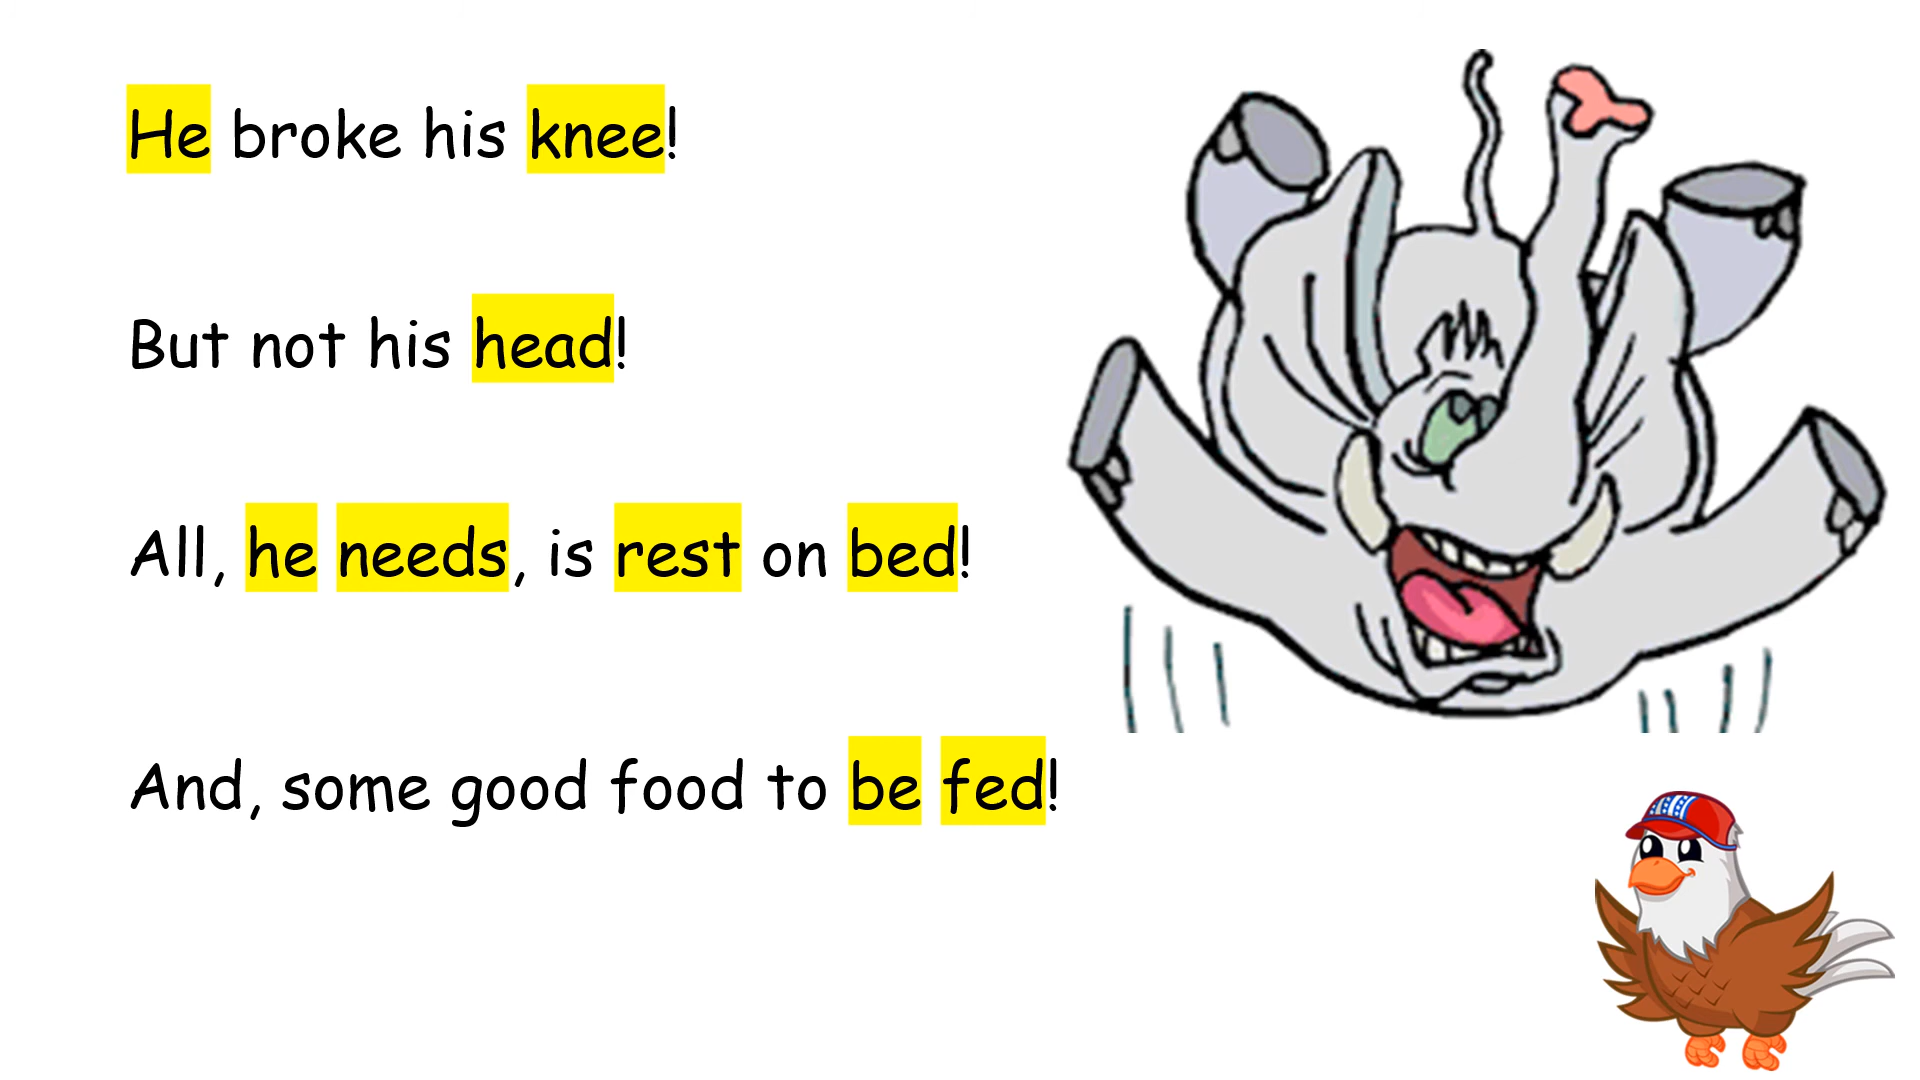 He broke his knee!
But not his head!
All, he needs, is rest on bed!
And, some good food to be fed!